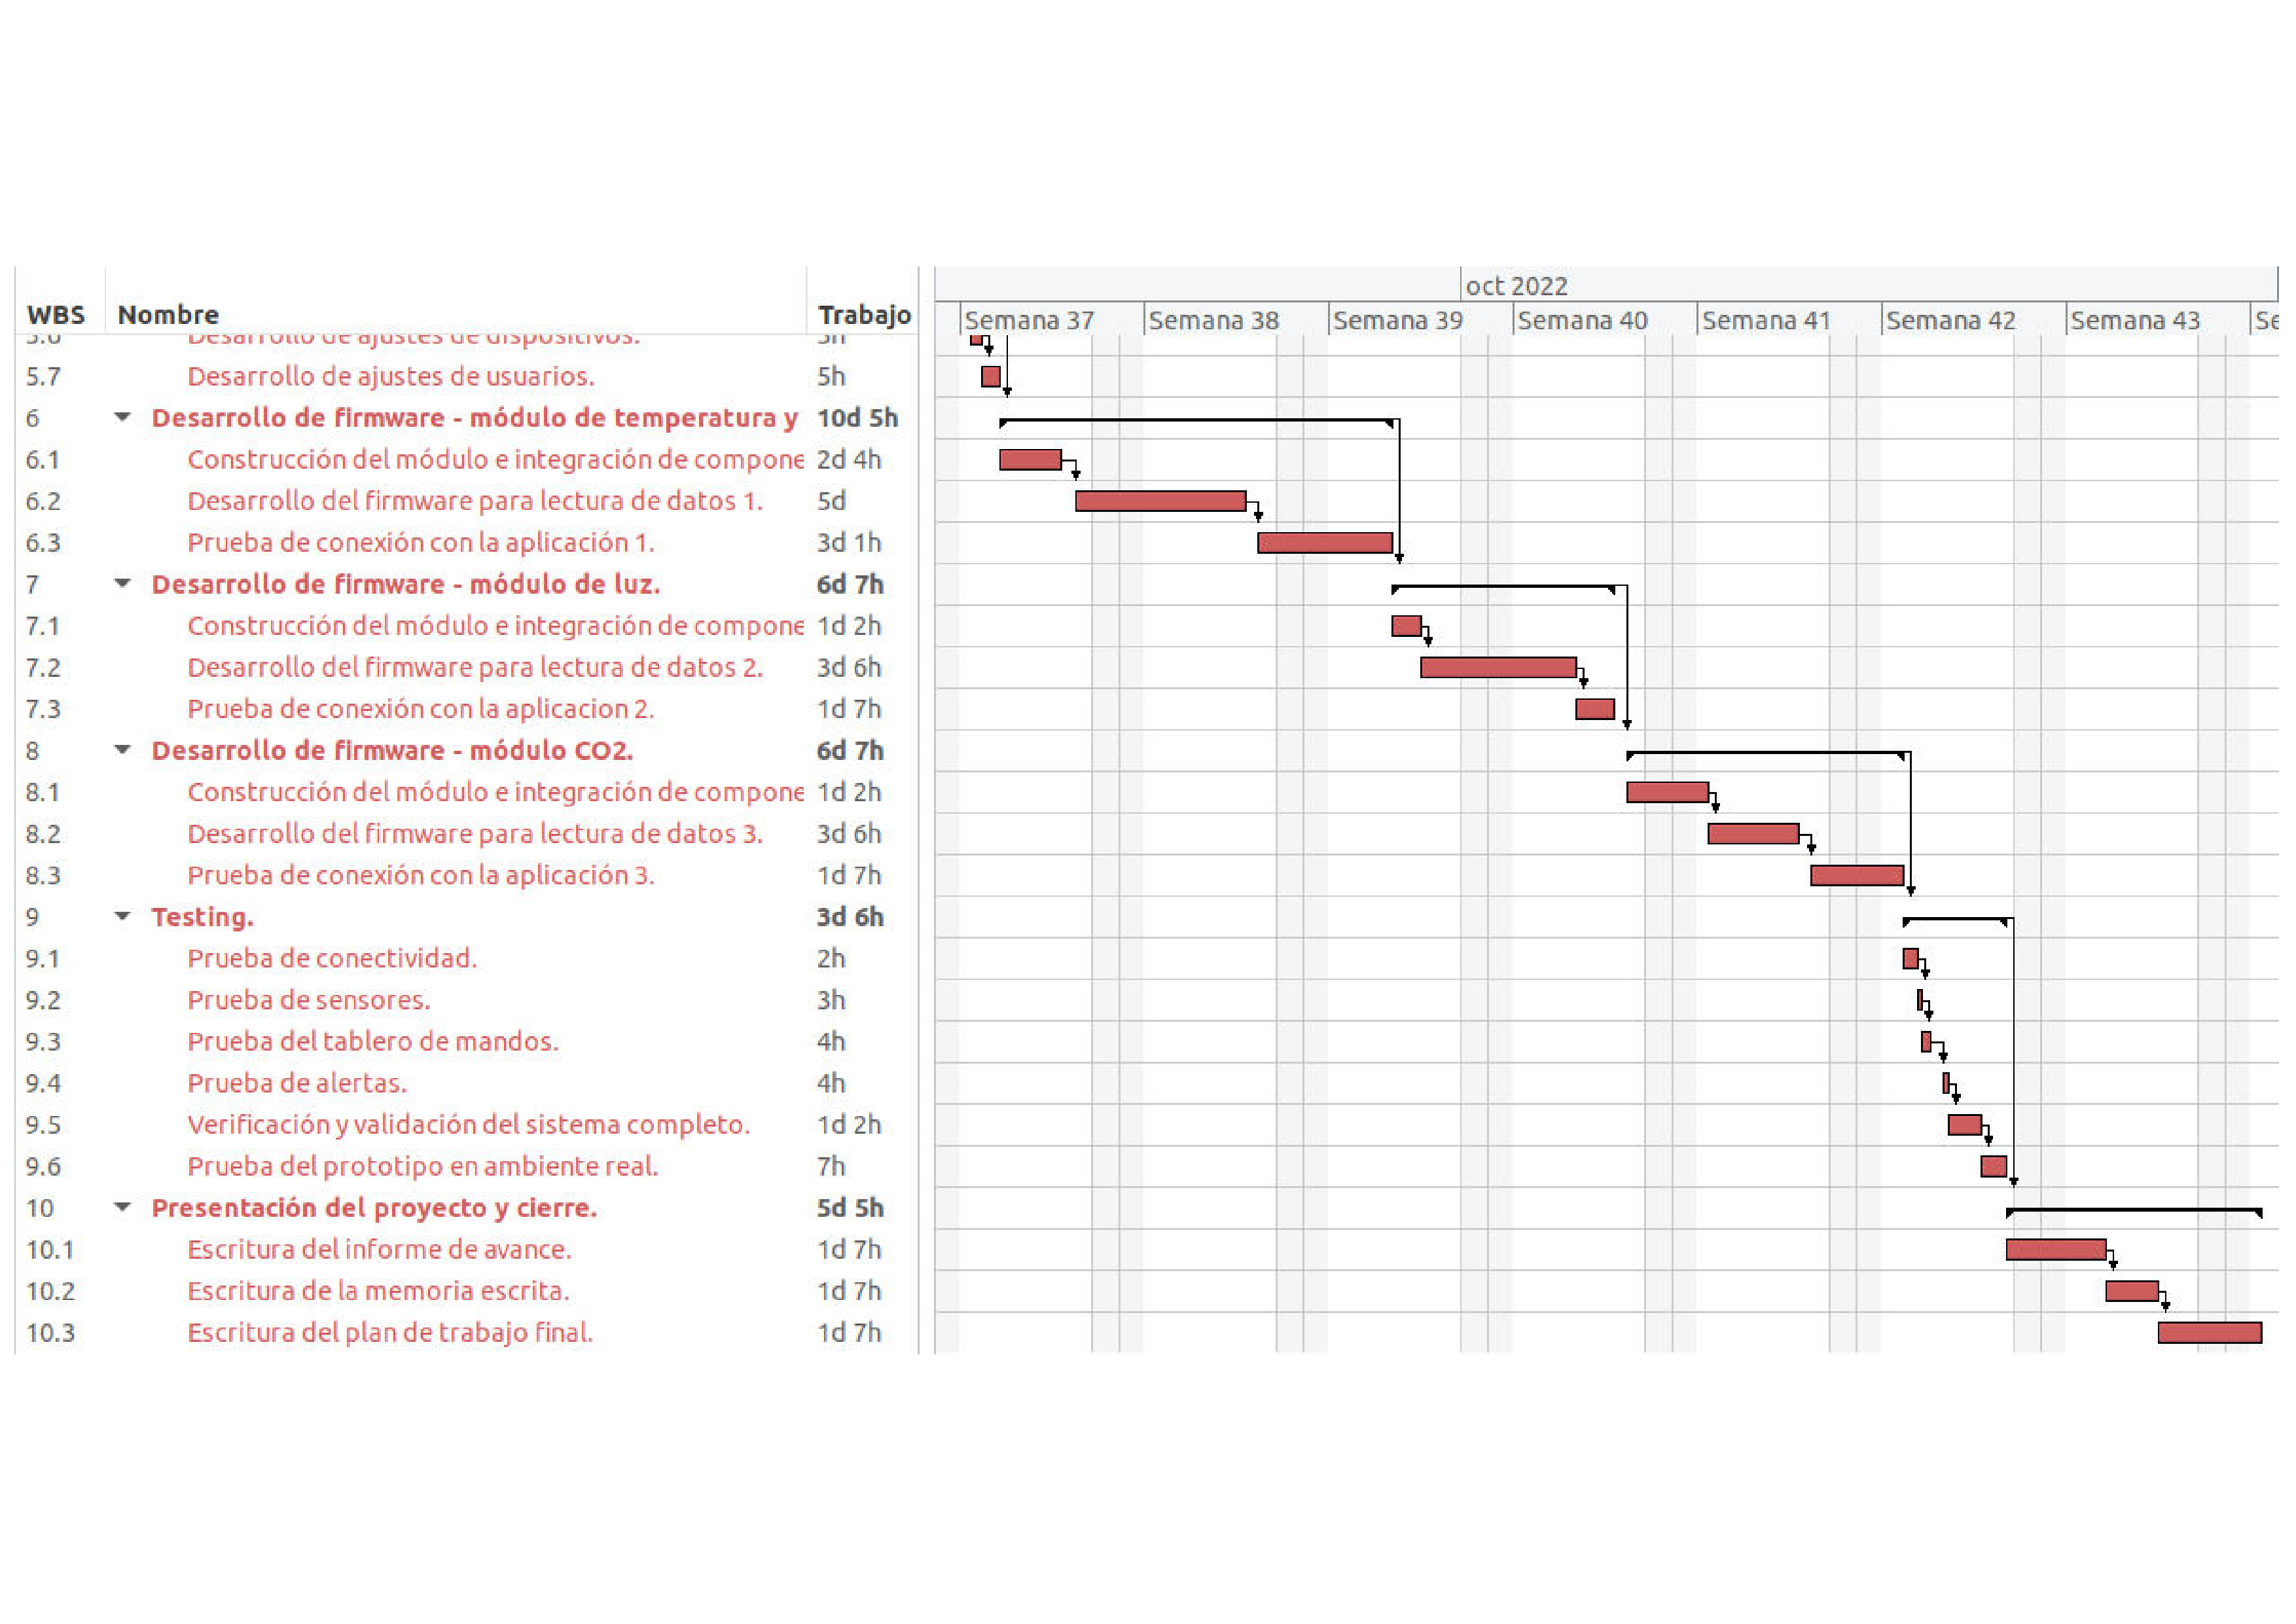 oct 2022
WBS Nombre Trabajo Semana 37 Semana 38 Semana 39 Semana 40 Semana 41 Semana 42 Semana 43 Se
Desarrollo de ajustes de dispositivos.
5.7 Desarrollo de ajustes de usuarios. 5h
6 Desarrollo de firmware - módulo de temperatura y 10d 5h
6.1 Construcción del módulo e integración de compone 2d 4h
6.2 Desarrollo del firmware para lectura de datos 1. 5d
6.3 Prueba de conexión con la aplicación 1. 3d 1h
7 Desarrollo de firmware - módulo de luz. 6d 7h
7.1 Construcción del módulo e integración de compone 1d 2h
7.2 Desarrollo del firmware para lectura de datos 2. 3d 6h
7.3 Prueba de conexión con la aplicacion 2. 1d 7h
8 Desarrollo de firmware - módulo CO2. 6d 7h
8.1 Construcción del módulo e integración de compone 1d 2h
8.2 Desarrollo del firmware para lectura de datos 3. 3d 6h
8.3 Prueba de conexión con la aplicación 3. 1d 7h
9 Testing. 3d 6h
9.1 Prueba de conectividad. 2h
9.2 Prueba de sensores. 3h
9.3 Prueba del tablero de mandos. 4h
9.4 Prueba de alertas. 4h
9.5 Verificación y validación del sistema completo. 1d 2h
9.6 Prueba del prototipo en ambiente real. 7h
10 Presentación del proyecto y cierre. 5d 5h
10.1 Escritura del informe de avance. 1d 7h
10.2 Escritura de la memoria escrita. 1d 7h
10.3 Escritura del plan de trabajo final. 1d 7h